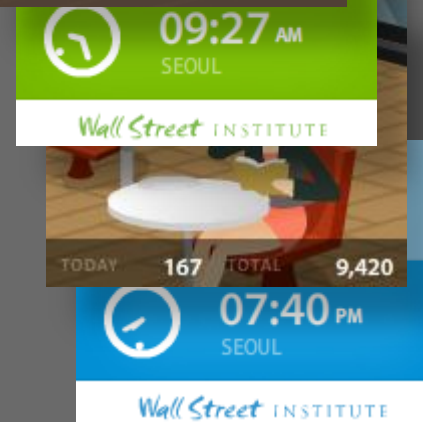 09:27 AM
SEOUL
Wall Street INSTITUTE
TODAY 167 TOTAL 9,420
07:40 PM
SEOUL
Wall Street INSTITUTE